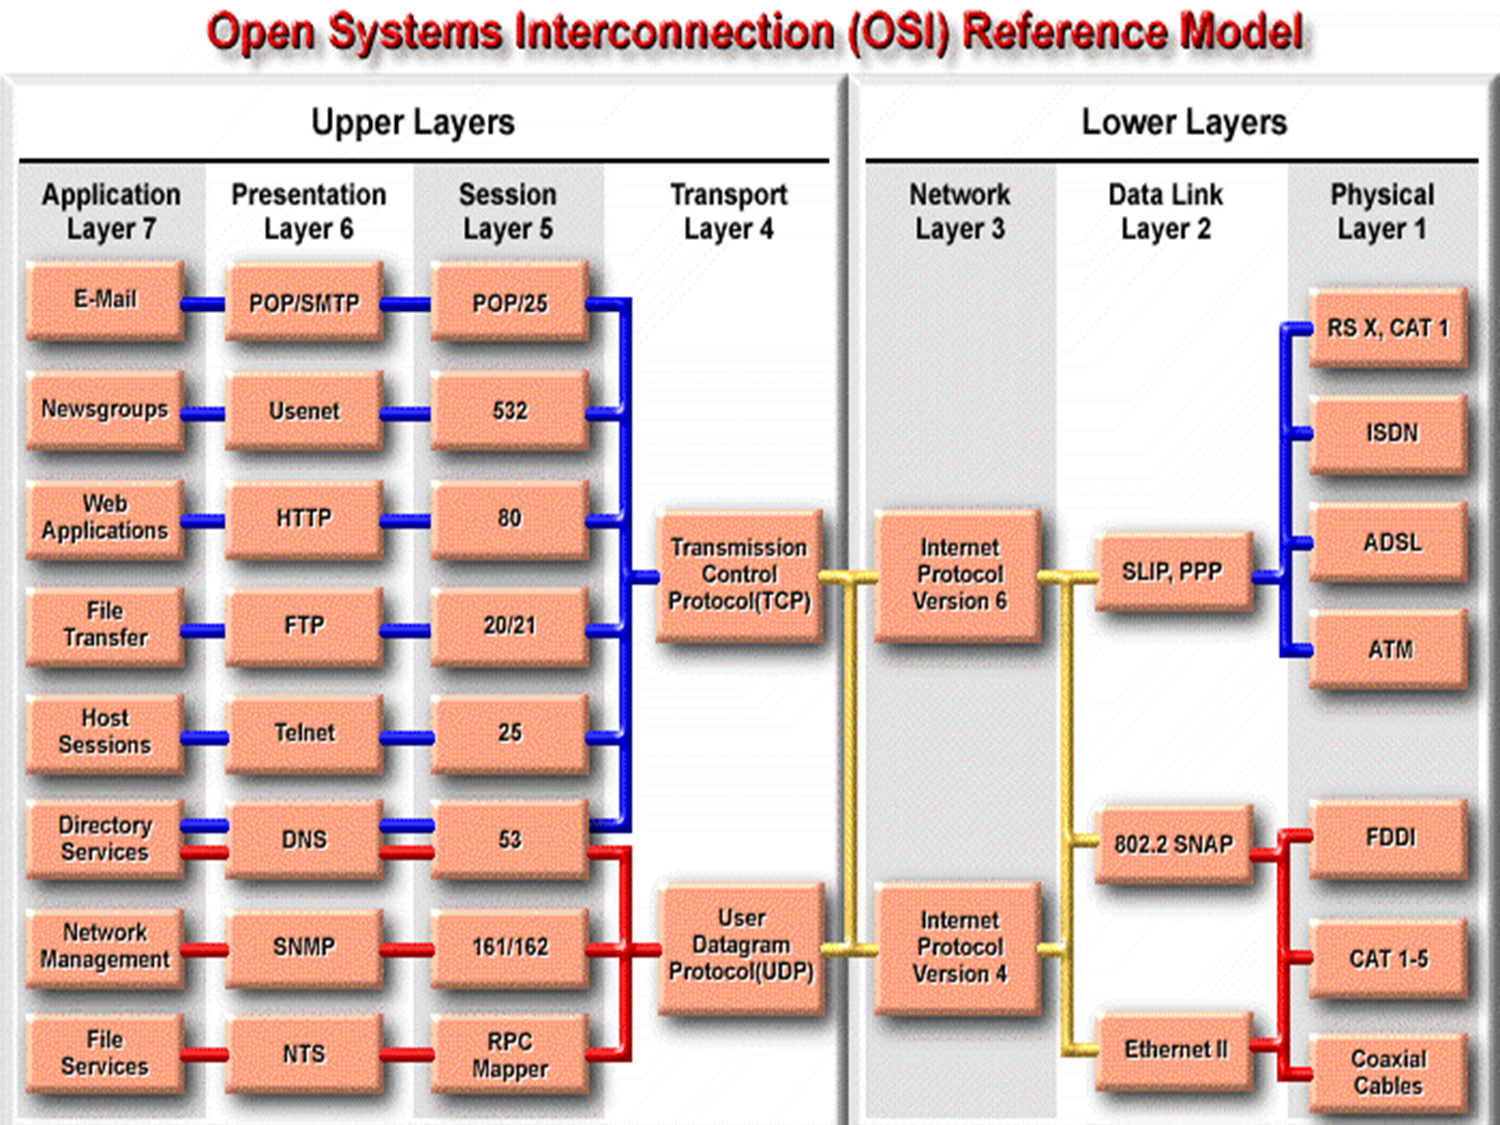 Open Systems Interconnection (OSI) Reference Model
Upper Layers
Lower Layers
Application
Layer 7
Presentation
Layer 6
Session
Layer 5
Transport
Layer 4
Network
Layer 3
Data Link
Layer 2
Physical
Layer 1
E-Mail
POP/SMTP
POP/25
Newsgroups
Usenet
532
Web
Applications
HTTP
80
File
Transfer
FTP
20/21
Host
Sessions
Telnet
25
Directory
Services
DNS
53
Network
Management
SNMP
161/162
File
Services
NTS
RPC
Mapper
Transmission
Control
Protocol(TCP)
User
Datagram
Protocol(UDP)
Internet
Protocol
Version 6
Internet
Protocol
Version 4
SLIP, PPP
802.2 SNAP
Ethernet II
RS X, CAT 1
ISDN
ADSL
ATM
FDDI
CAT 1-5
Coaxial
Cables